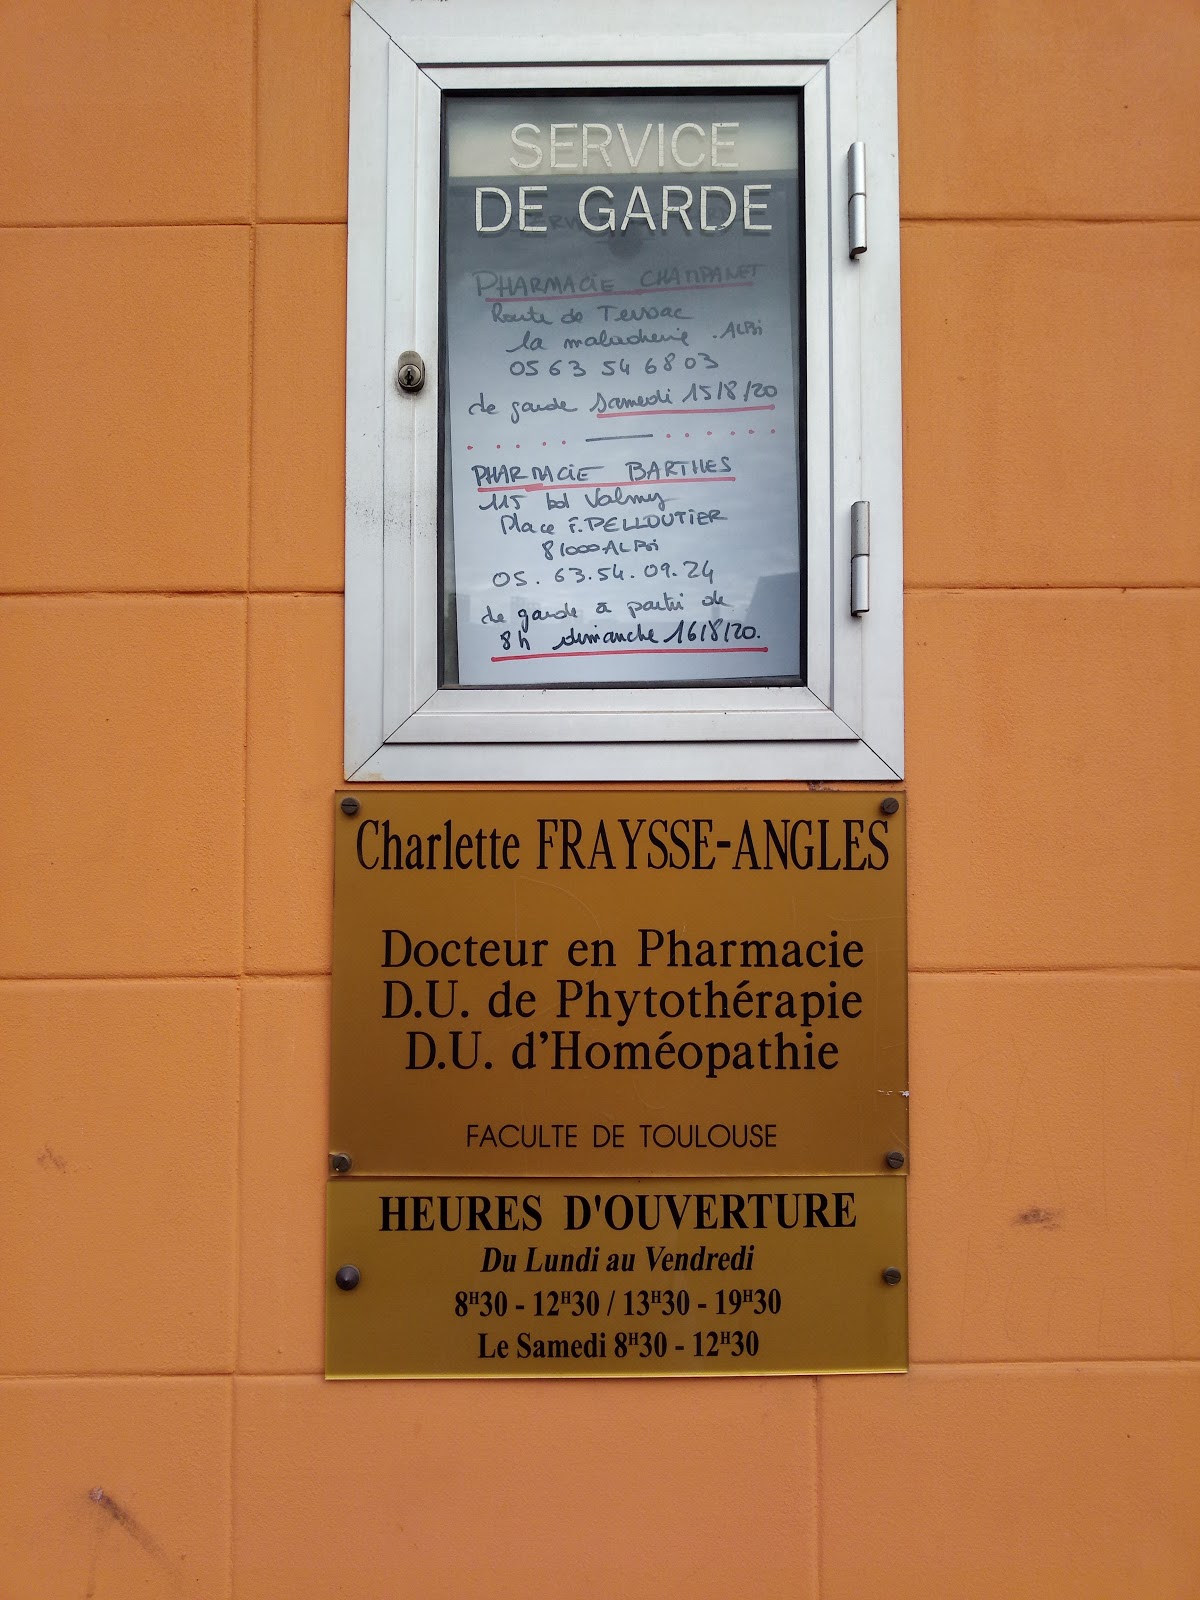 SERVICE
DE GARDE
PHARMACIE CHAMPANET
Route de Terssac
la maladrerie . ALBi
05 63 54 68 03
de garde samedi 15/8/20
PHARMACIE BARTHES
115 bd Valmy
Place F. PELLOUTIER
81000 ALBi
05. 63.54.09.24
de garde à partir de
8h dimanche 16/8/20.
Charlette FRAYSSE-ANGLES
Docteur en Pharmacie
D.U. de Phytothérapie
D.U. d'Homéopathie
FACULTE DE TOULOUSE
HEURES D'OUVERTURE
Du Lundi au Vendredi
8H30 - 12H30 / 13H30 - 19H30
Le Samedi 8H30 - 12H30